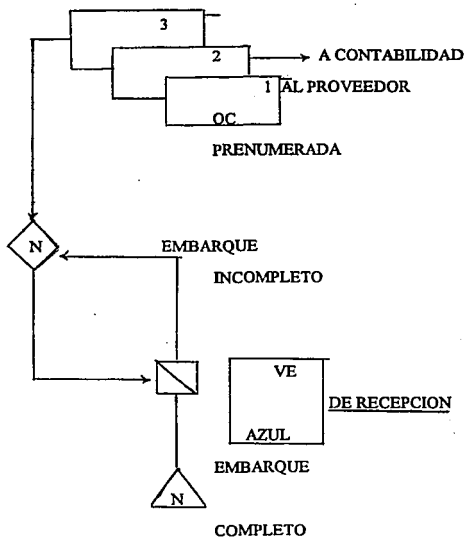 3
2
A CONTABILIDAD
1 AL PROVEEDOR
OC
PRENUMERADA
N
EMBARQUE
INCOMPLETO
VE
DE RECEPCION
AZUL
EMBARQUE
N
COMPLETO